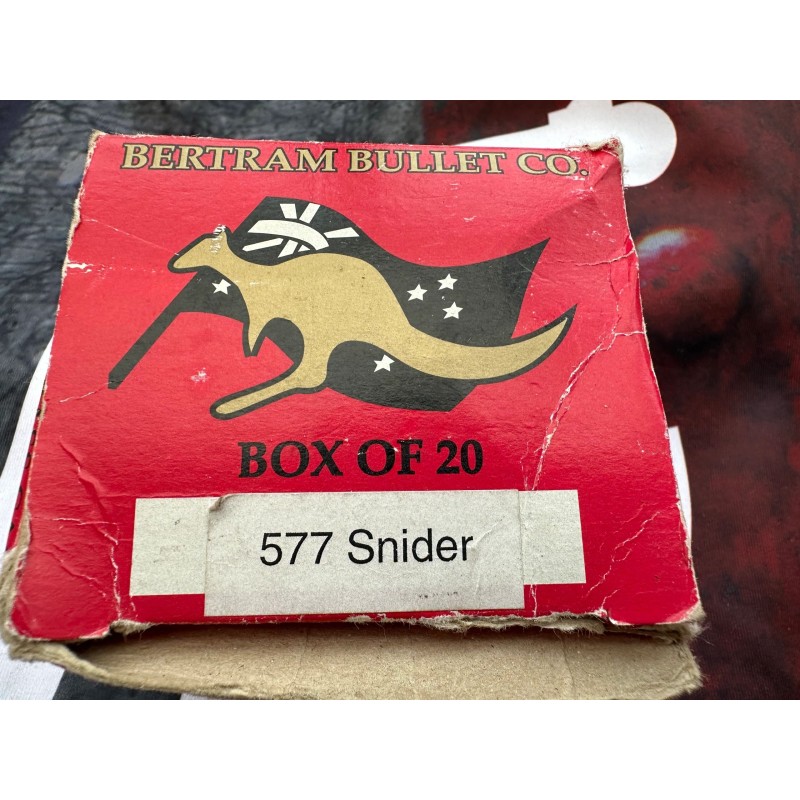 BERTRAM BULLET CO.
BOX OF 20
577 Snider